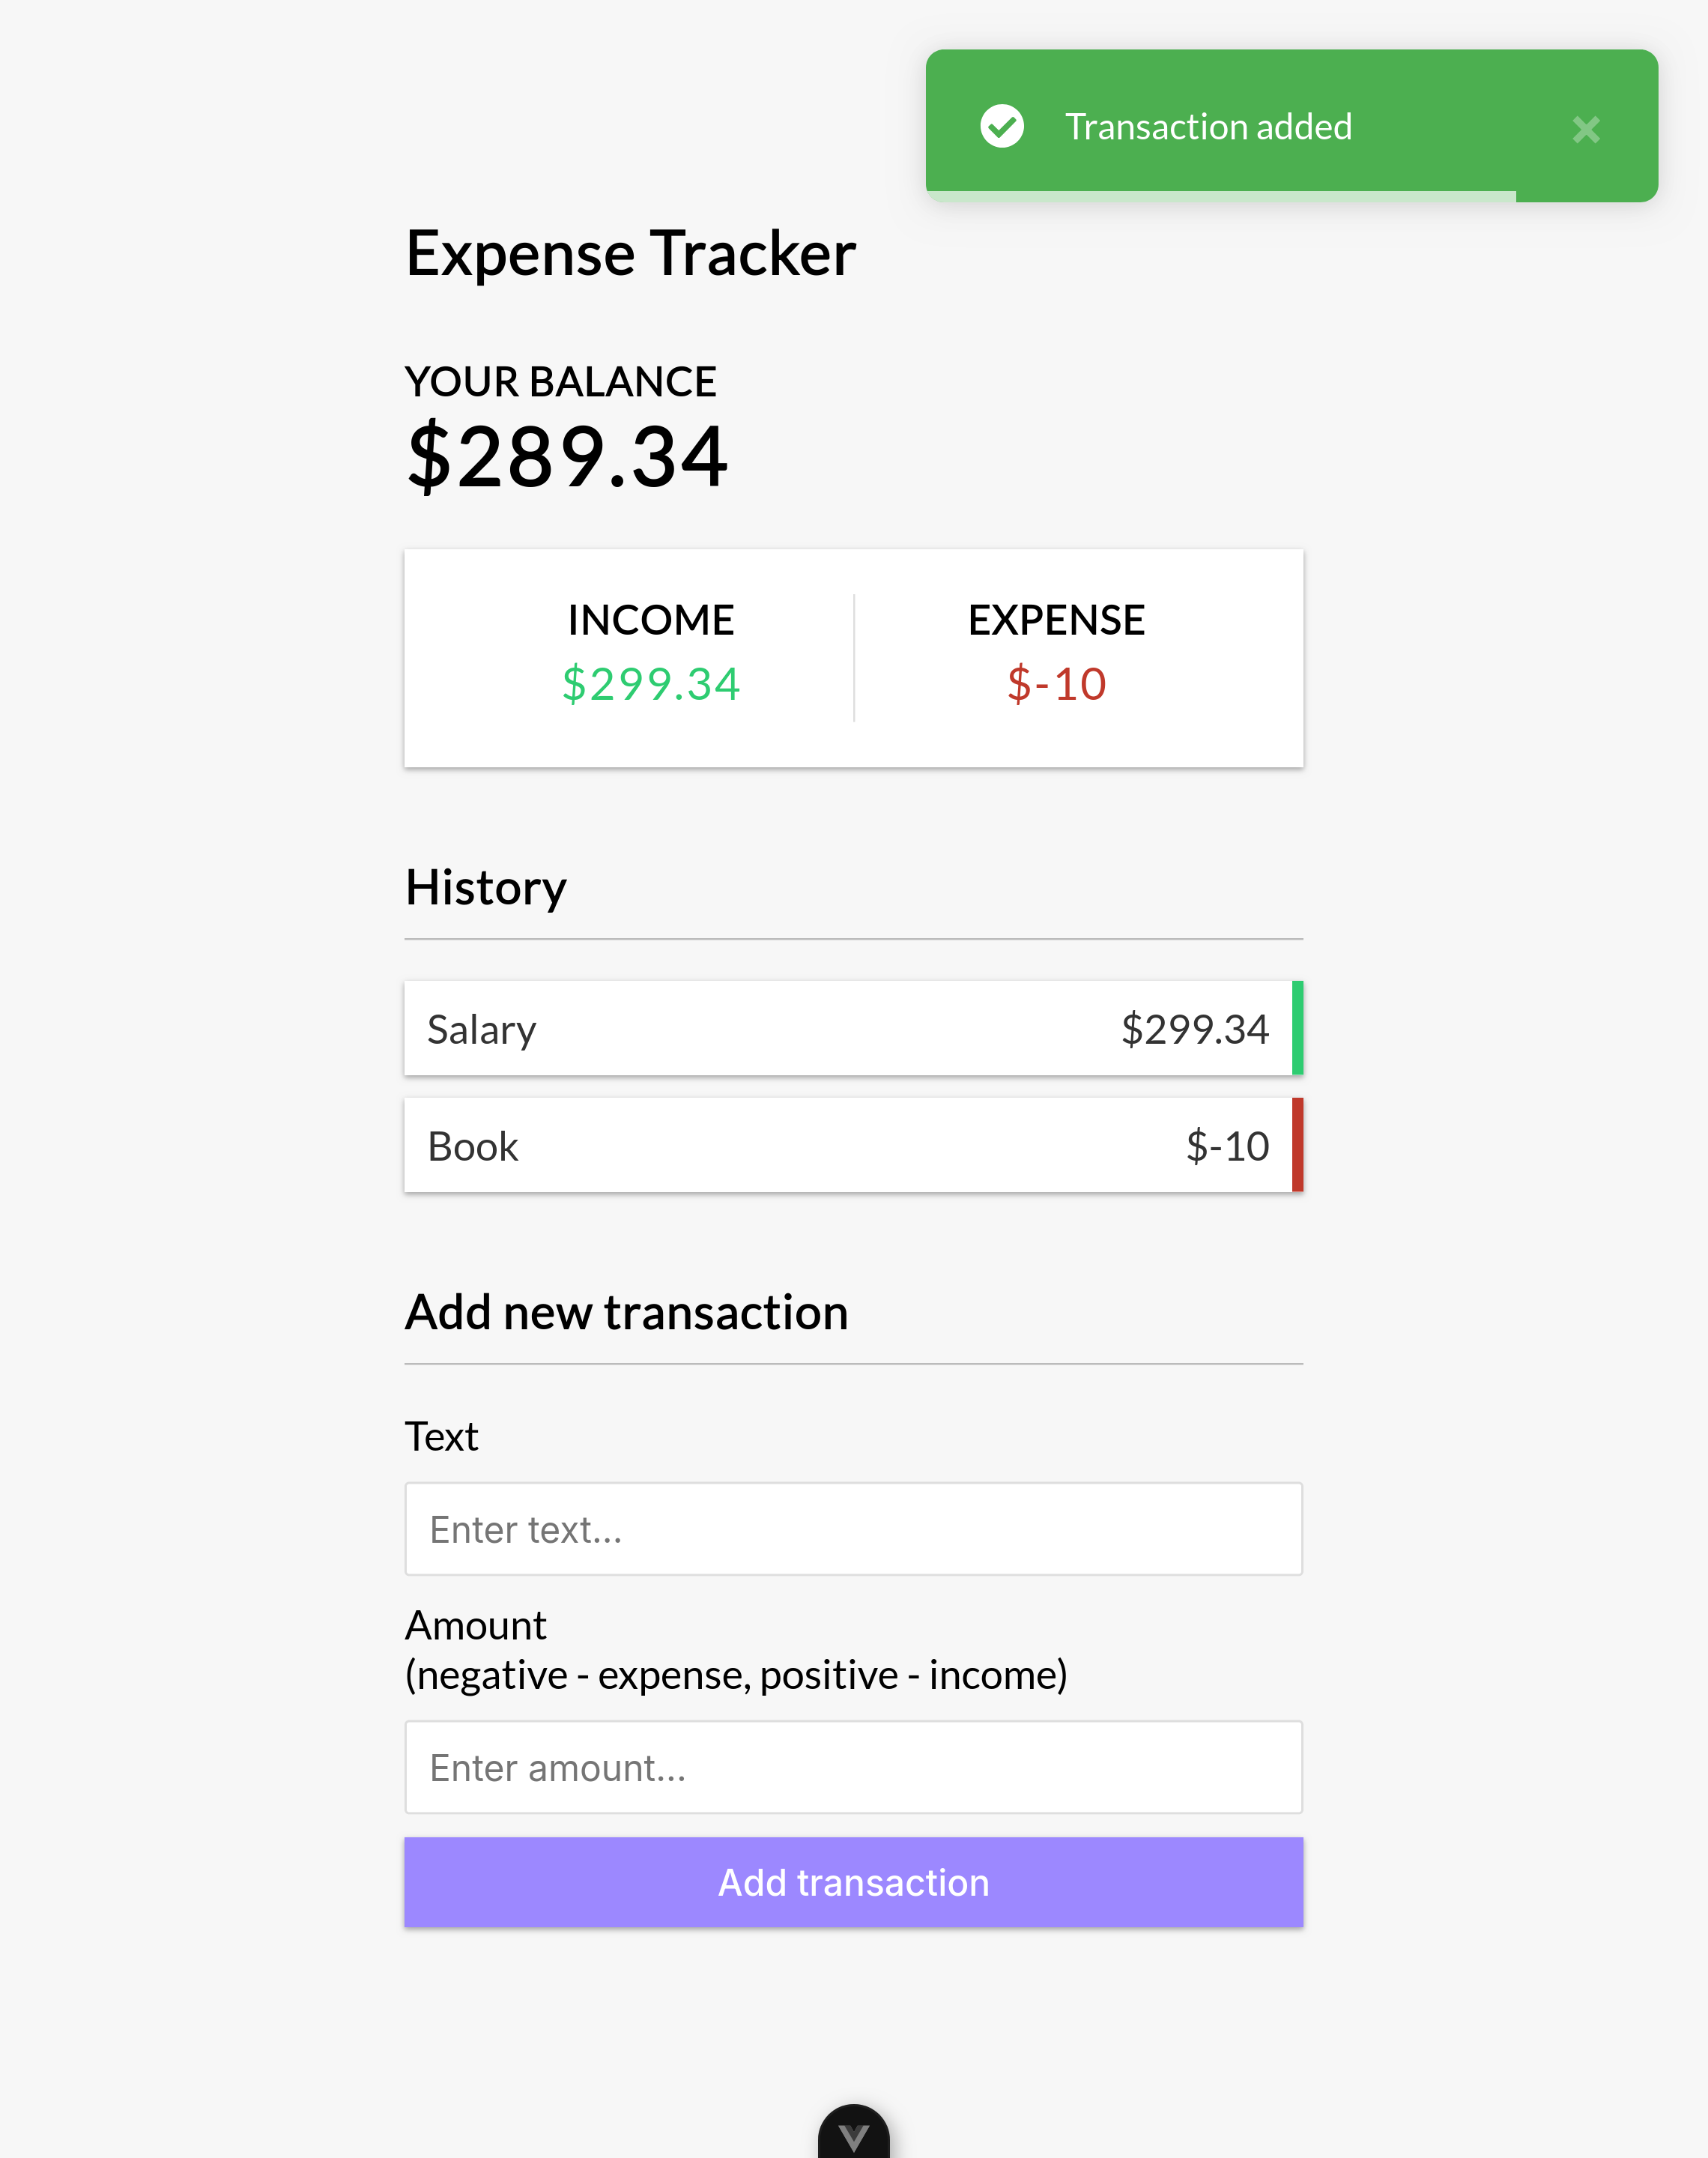 Transaction added
Expense Tracker
YOUR BALANCE
$289.34
INCOME
$299.34
EXPENSE
$-10
History
Salary $299.34
Book $-10
Add new transaction
Text
Enter text...
Amount
(negative - expense, positive - income)
Enter amount...
Add transaction